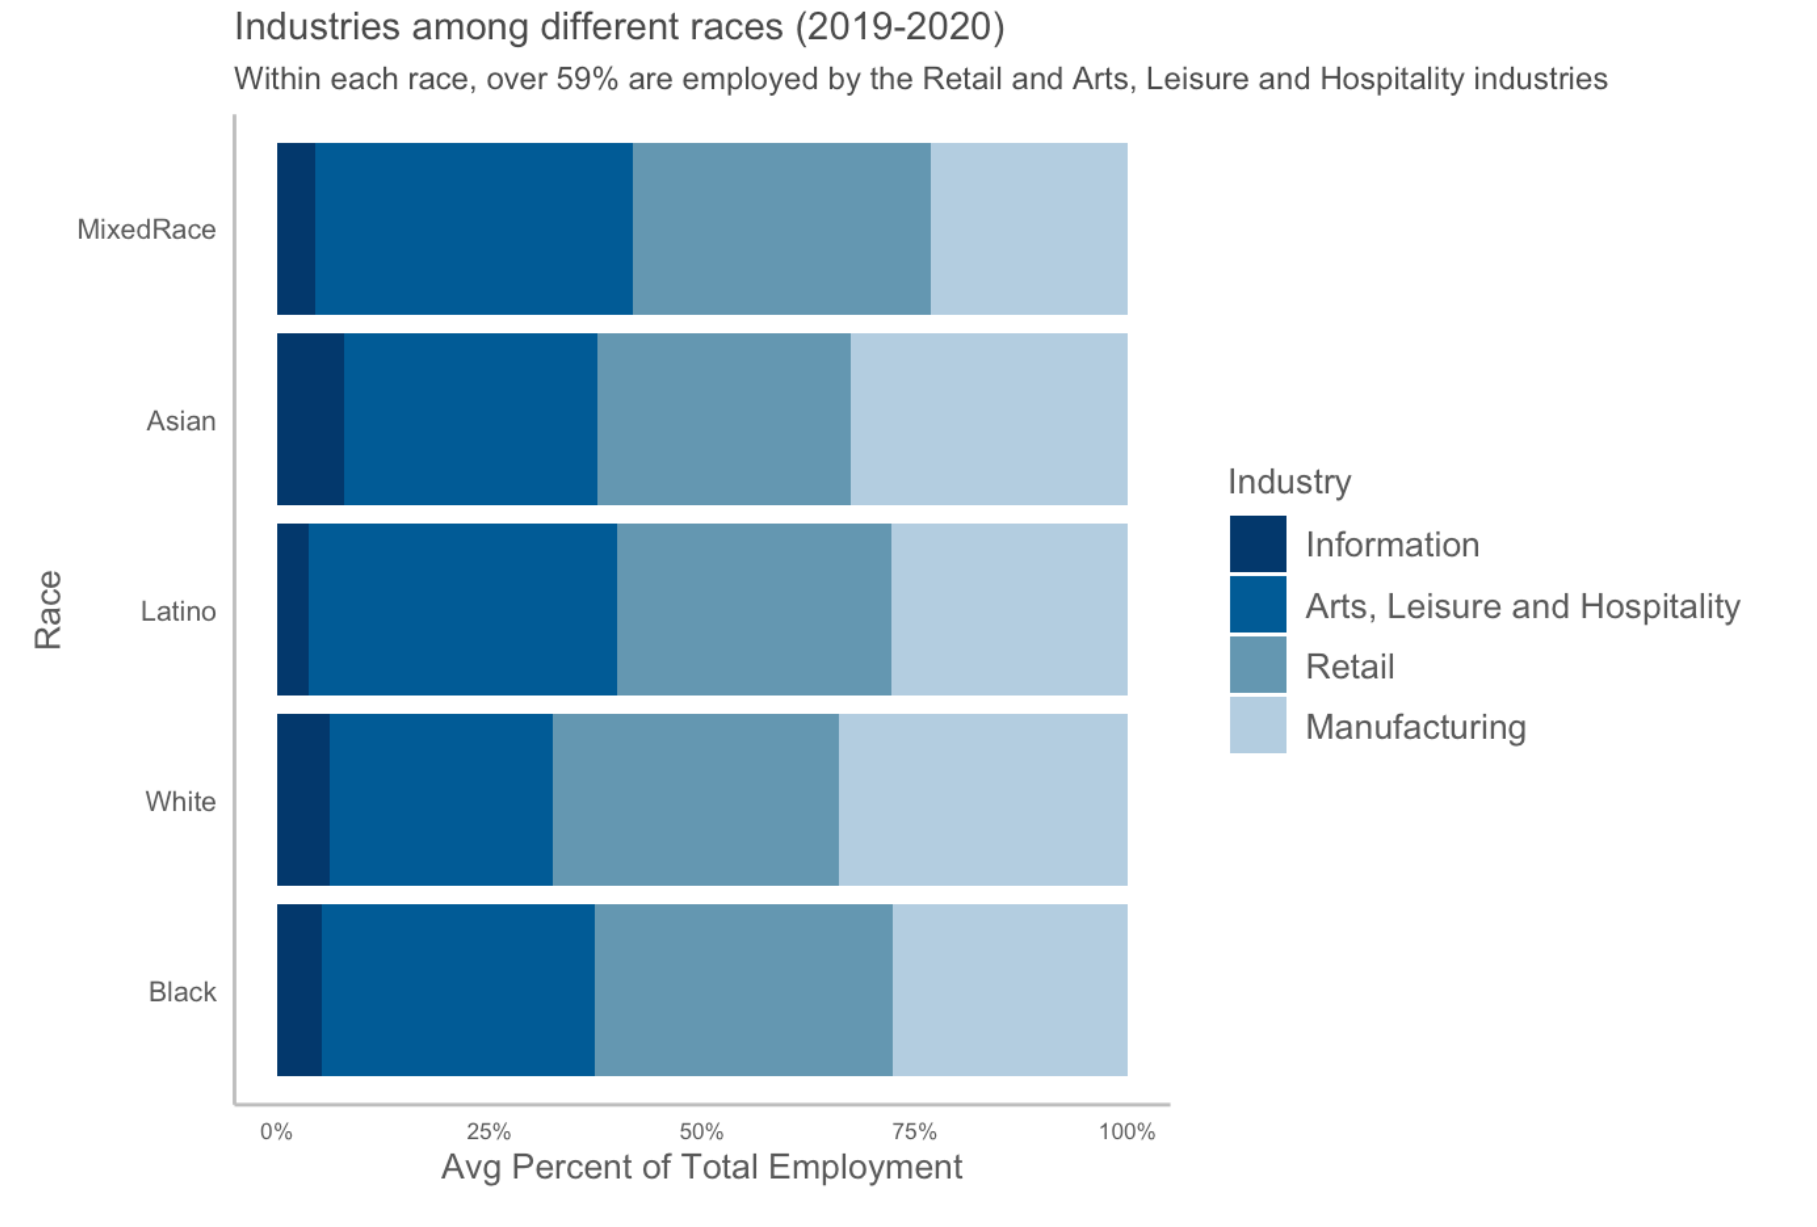 Industries among different races (2019-2020)
Within each race, over 59% are employed by the Retail and Arts, Leisure and Hospitality industries
Race
MixedRace
Asian
Latino
White
Black
0% 25% 50% 75% 100%
Avg Percent of Total Employment
Industry
Information
Arts, Leisure and Hospitality
Retail
Manufacturing